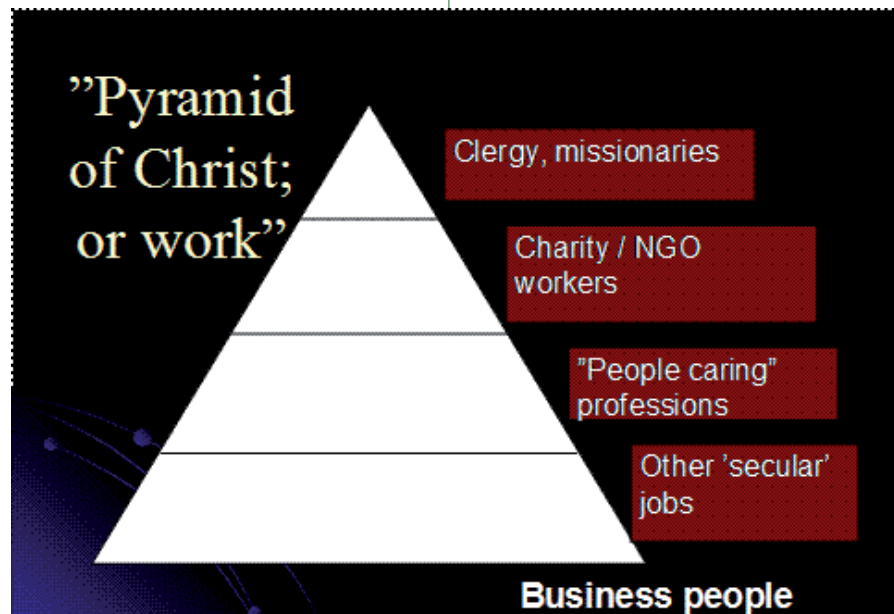 ”Pyramid
of Christ;
or work”
Clergy, missionaries
Charity / NGO
workers
”People caring”
professions
Other ’secular’
jobs
Business people